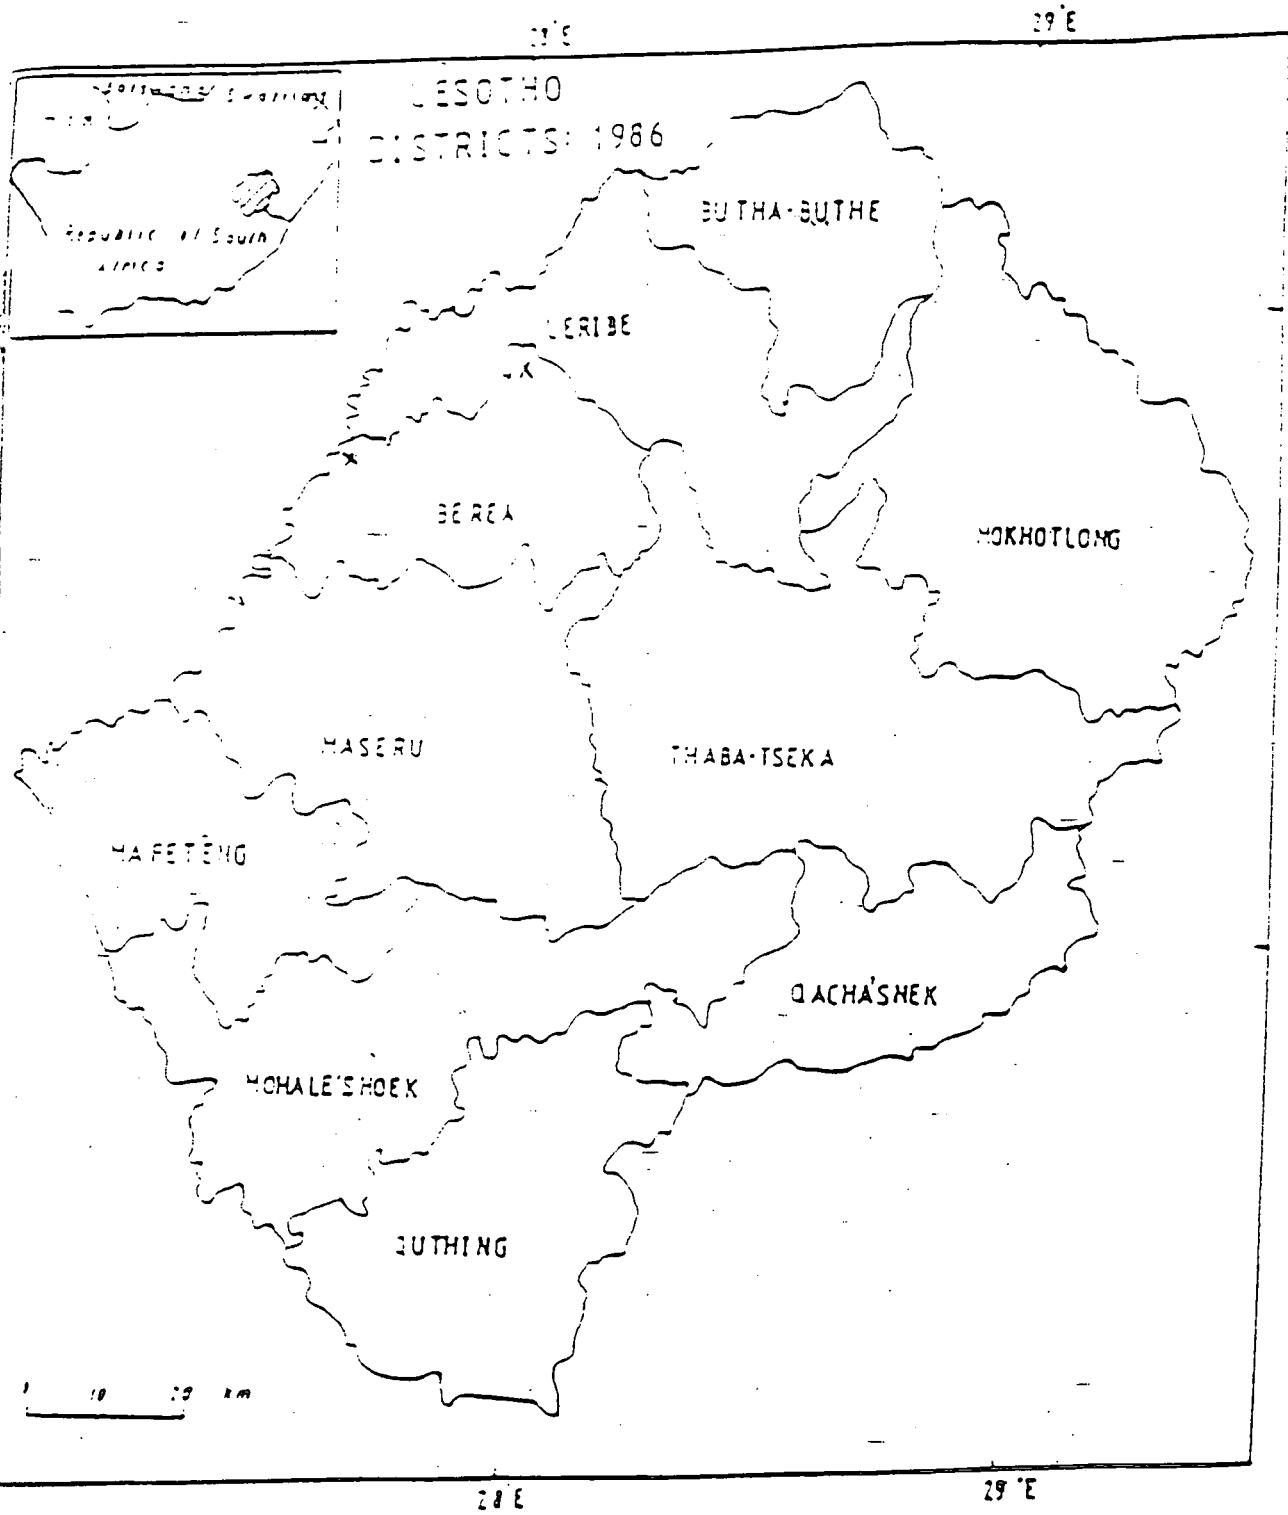 29°E
LESOTHO
DISTRICTS: 1986
Republic of South
Africa
BUTHA-BUTHE
LERIBE
BEREA
MOKHOTLONG
MASERU
THABA-TSEKA
MAFETENG
QACHA'SNEK
MOHALE'SHOEK
QUTHING
10 20 km
28°E
29°E